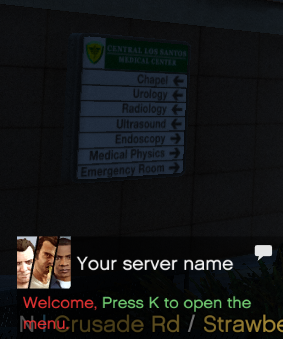 CENTRAL LOS SANTOS
MEDICAL CENTER
Chapel
Urology
Radiology
Ultrasound
Endoscopy
Medical Physics
Emergency Room
Your server name
Welcome, Press K to open the
menu.
N | Crusade Rd / Strawbe